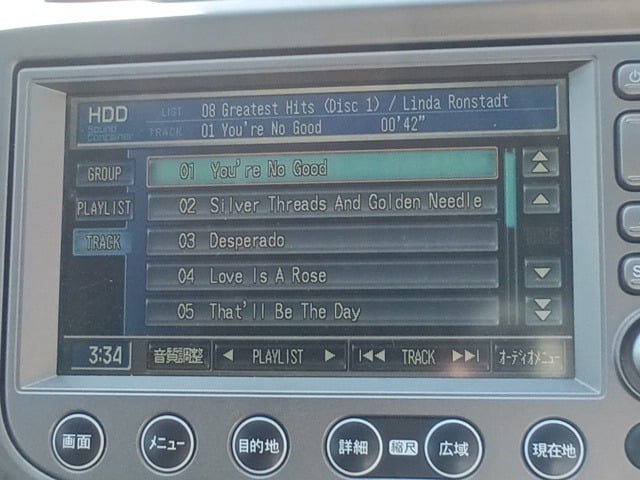 HDD LIST 08 Greatest Hits (Disc 1) / Linda Ronstadt
Sound Container TRACK 01 You're No Good 00'42"
GROUP 01 You're No Good
PLAYLIST 02 Silver Threads And Golden Needle
TRACK 03 Desperado
04 Love Is A Rose
05 That'll Be The Day
3:34 音質調整 ◀ PLAYLIST ▶ I◀◀ TRACK ▶▶I オーディオメニュー
画面 メニュー 目的地 詳細 縮尺 広域 現在地
S